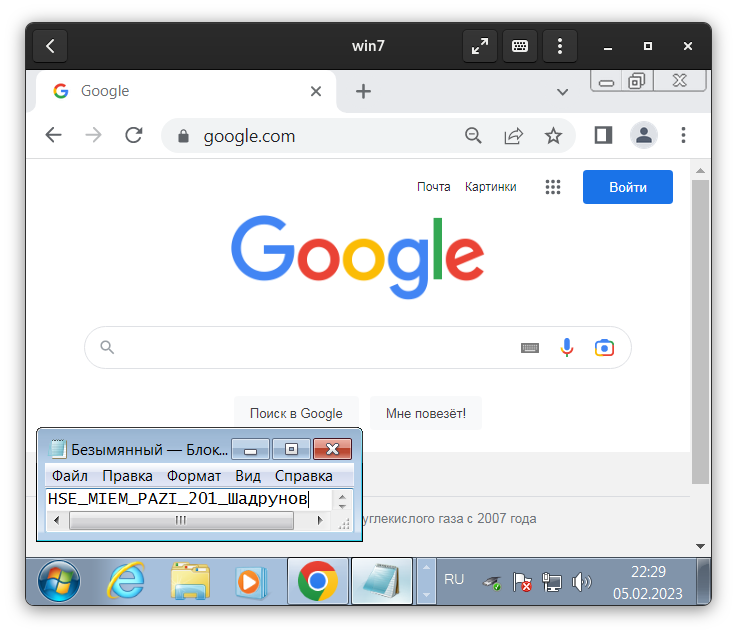 win7
Google
google.com
Почта Картинки Войти
Google
Поиск в Google Мне повезёт!
Безымянный — Блок...
Файл Правка Формат Вид Справка
HSE_MIEM_PAZI_201_Шадрунов
углекислого газа с 2007 года
RU 22:29
05.02.2023